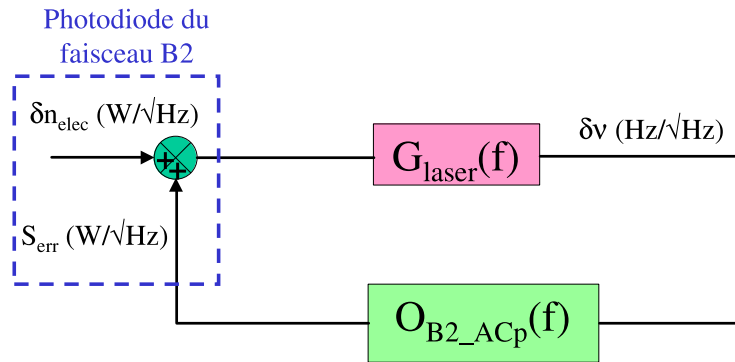 Photodiode du
faisceau B2
δn_elec (W/√Hz)
δν (Hz/√Hz)
+
+
G_laser(f)
S_err (W/√Hz)
O_B2_ACp(f)